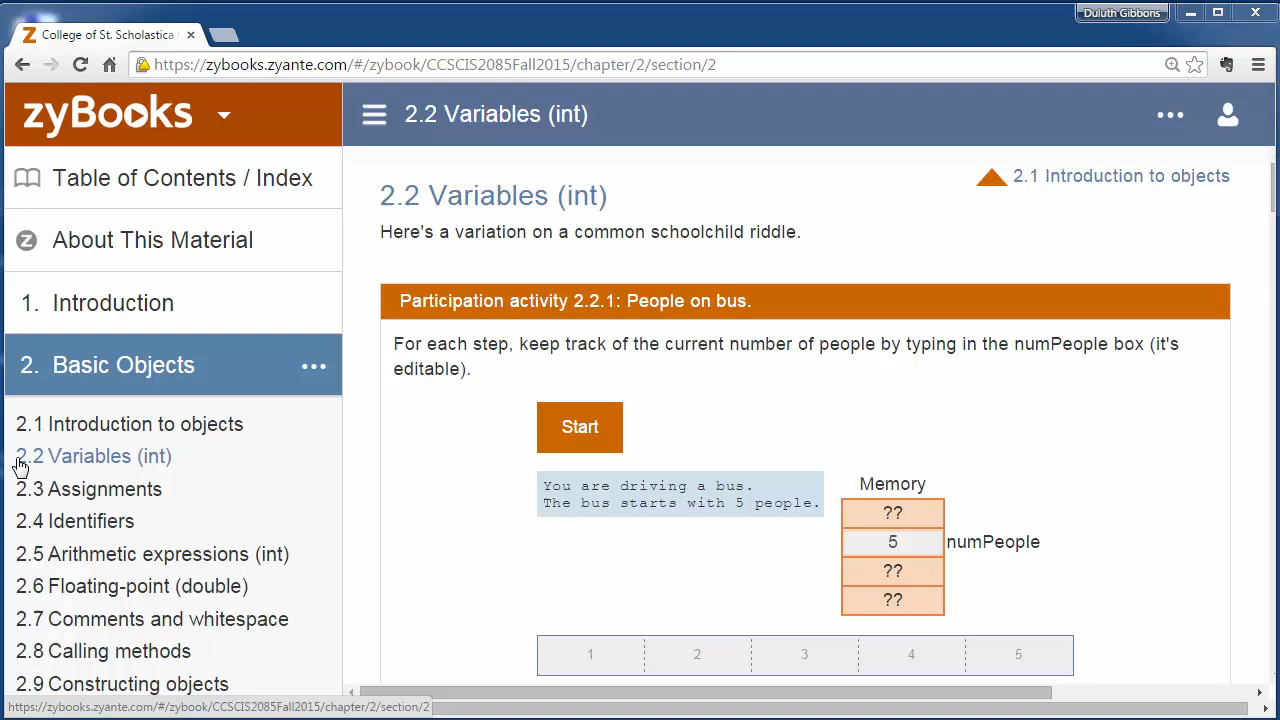 Duluth Gibbons
College of St. Scholastica
https://zybooks.zyante.com/#/zybook/CCSCIS2085Fall2015/chapter/2/section/2
zyBooks
2.2 Variables (int)
Table of Contents / Index
About This Material
1. Introduction
2. Basic Objects
2.1 Introduction to objects
2.2 Variables (int)
2.3 Assignments
2.4 Identifiers
2.5 Arithmetic expressions (int)
2.6 Floating-point (double)
2.7 Comments and whitespace
2.8 Calling methods
2.9 Constructing objects
2.1 Introduction to objects
2.2 Variables (int)
Here's a variation on a common schoolchild riddle.
Participation activity 2.2.1: People on bus.
For each step, keep track of the current number of people by typing in the numPeople box (it's
editable).
Start
You are driving a bus.
The bus starts with 5 people.
Memory
??
5 numPeople
??
??
1 2 3 4 5
https://zybooks.zyante.com/#/zybook/CCSCIS2085Fall2015/chapter/2/section/2